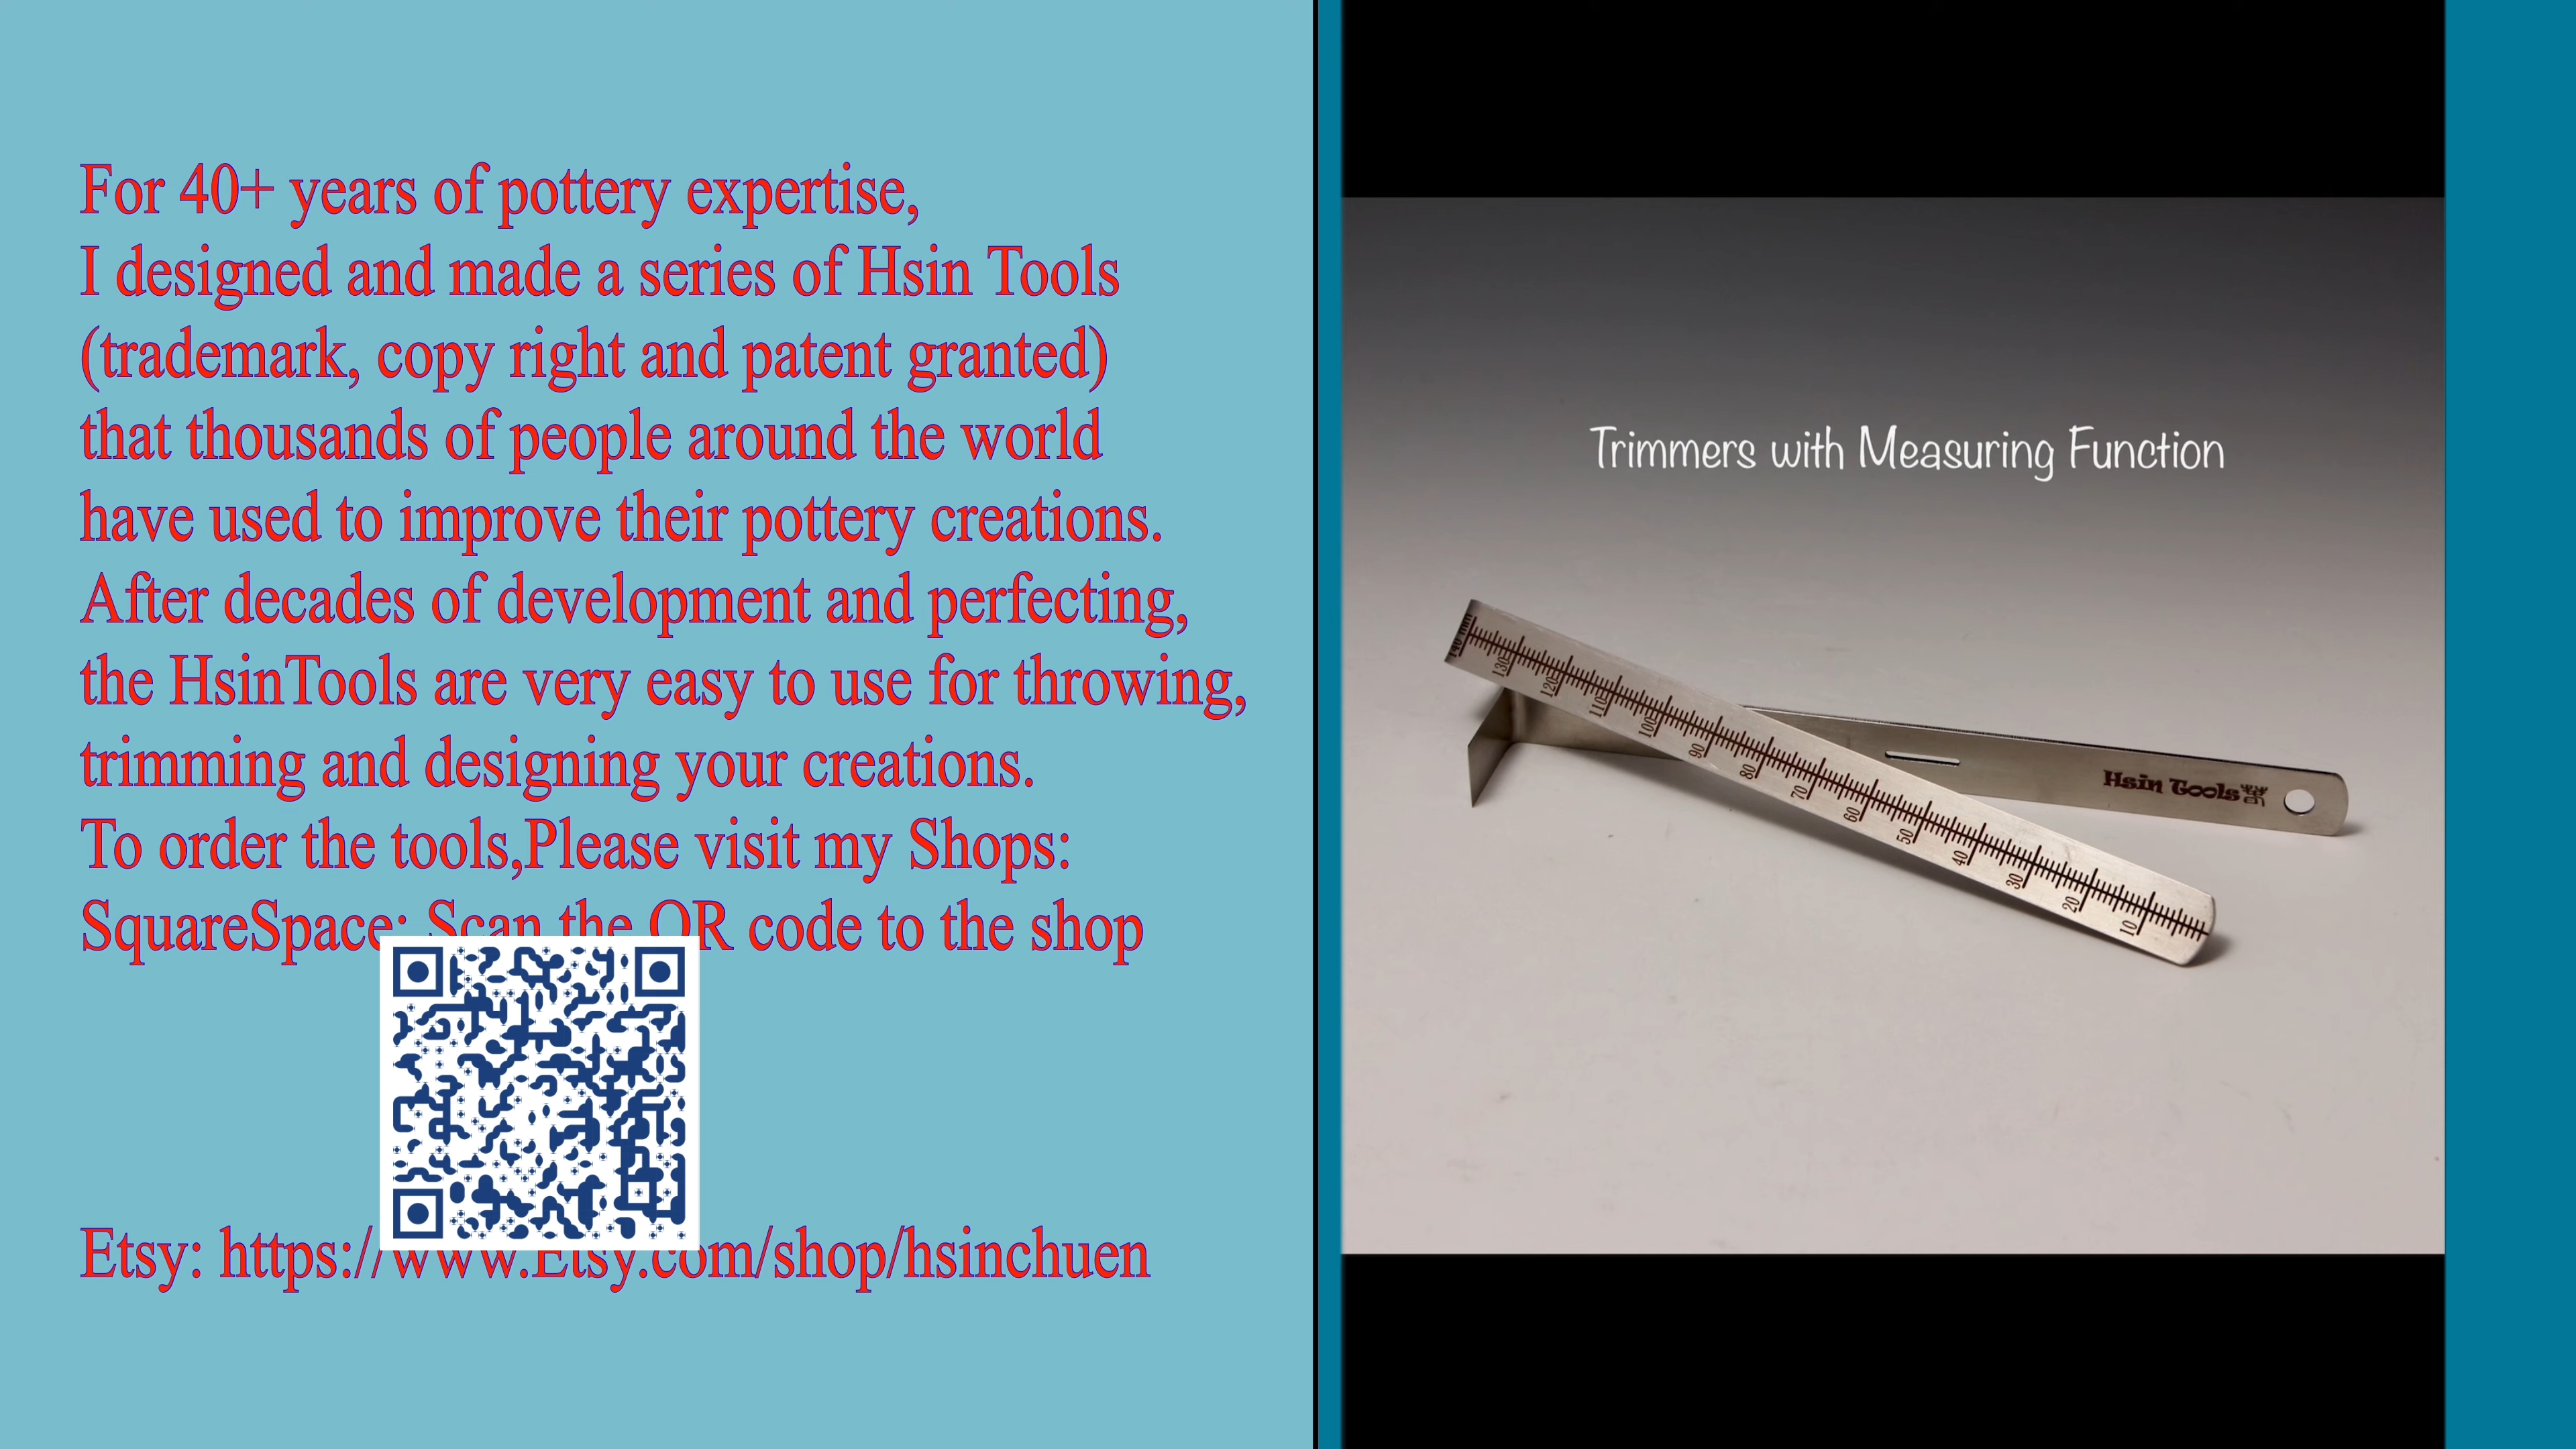 For 40+ years of pottery expertise,
I designed and made a series of Hsin Tools
(trademark, copy right and patent granted)
that thousands of people around the world
have used to improve their pottery creations.
After decades of development and perfecting,
the HsinTools are very easy to use for throwing,
trimming and designing your creations.
To order the tools,Please visit my Shops:
SquareSpace: Scan the QR code to the shop
Etsy: https://www.Etsy.com/shop/hsinchuen
Trimmers with Measuring Function
140 mm
130
120
110
100
90
80
70
60
50
40
30
20
10
Hsin Tools